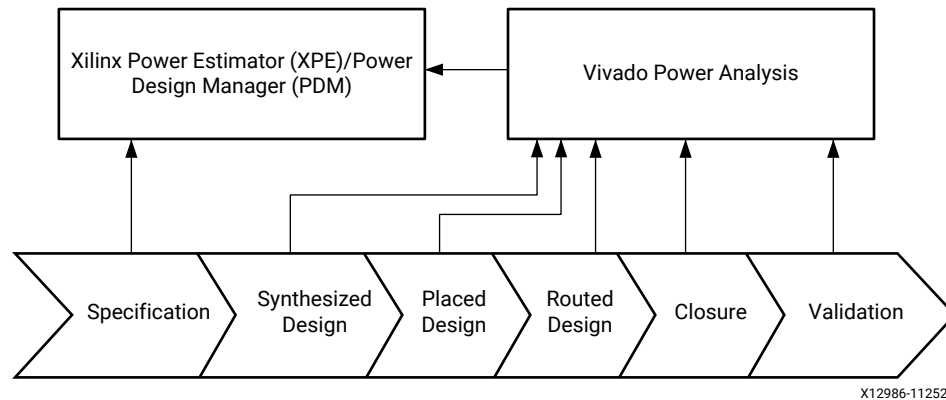 Xilinx Power Estimator (XPE)/Power
Design Manager (PDM)
Vivado Power Analysis
Specification
Synthesized
Design
Placed
Design
Routed
Design
Closure
Validation
X12986-11252